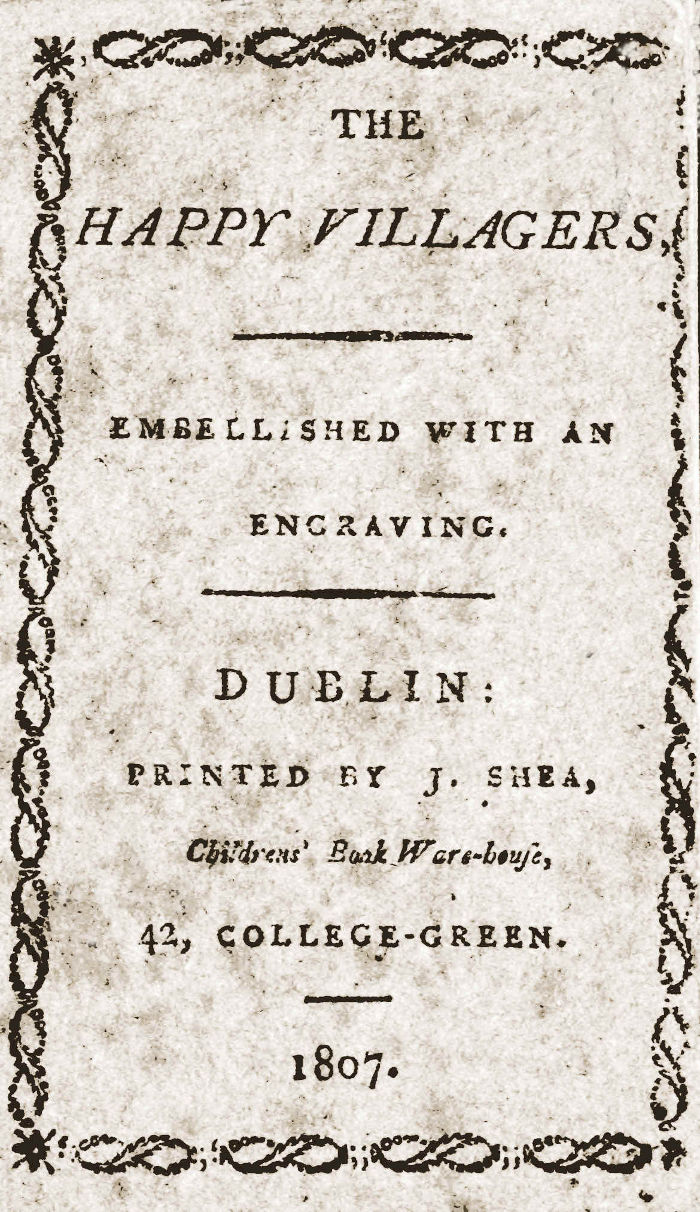 THE
HAPPY VILLAGERS,
EMBELLISHED WITH AN
ENGRAVING.
DUBLIN:
PRINTED BY J. SHEA,
Childrens' Book Ware-houſe,
42, COLLEGE-GREEN.
1807.